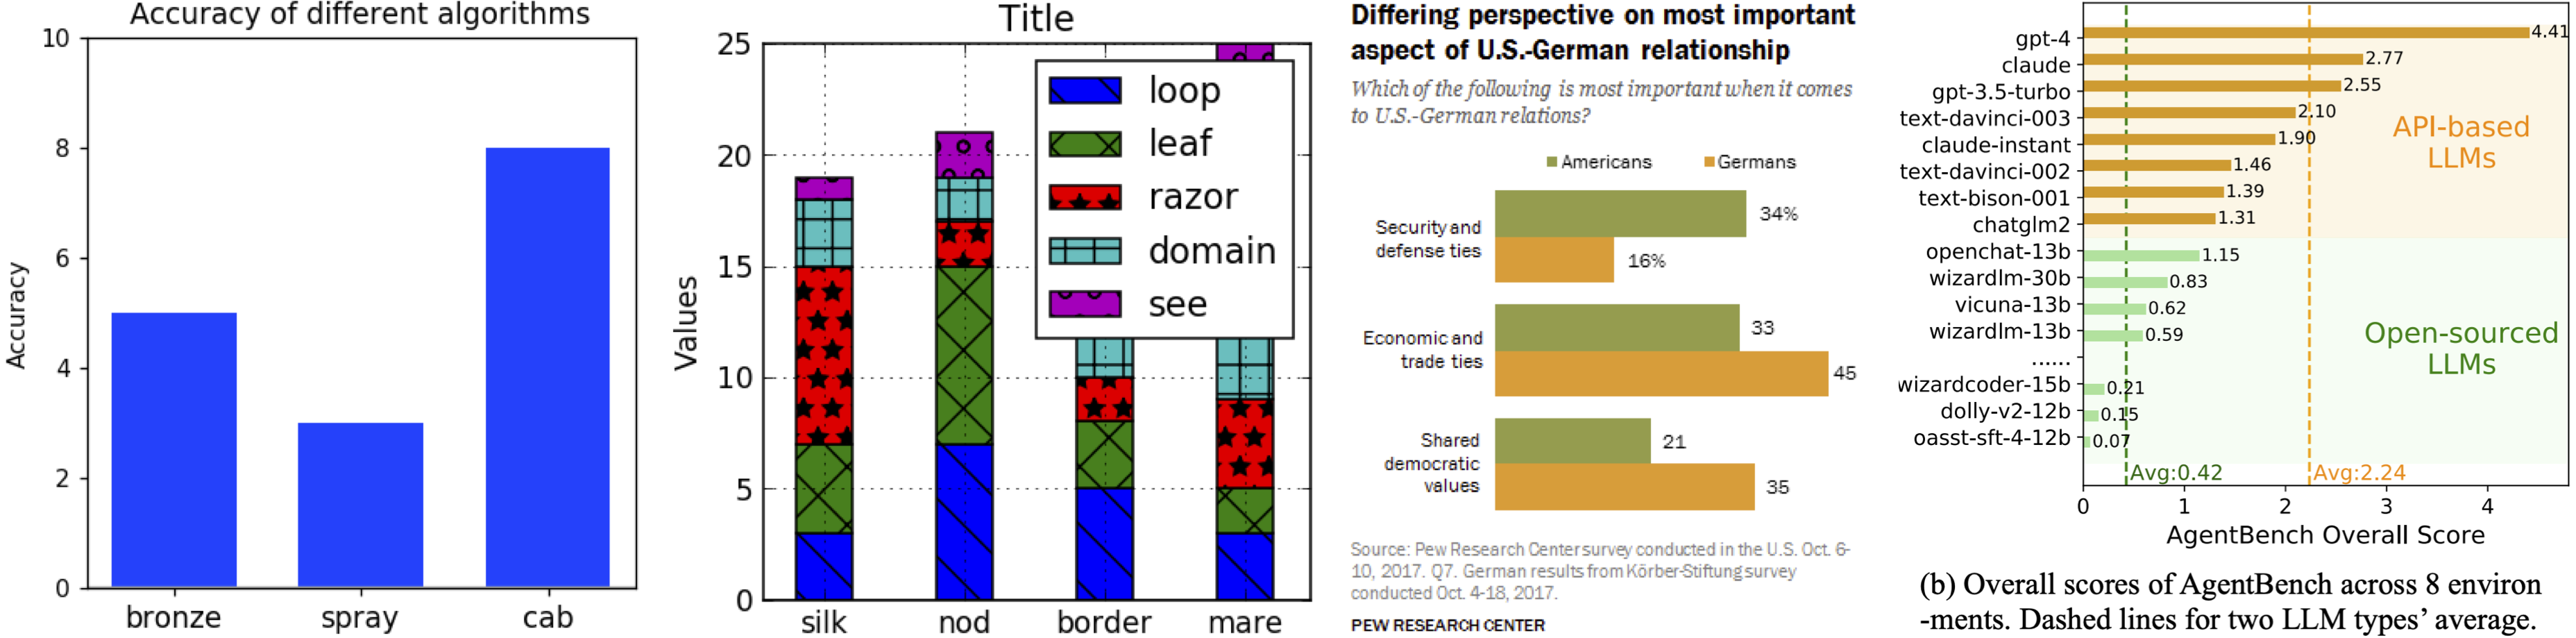 Accuracy of different algorithms
10
8
6
4
2
0
Accuracy
bronze
spray
cab
Title
25
20
15
10
5
0
Values
loop
leaf
razor
domain
see
silk
nod
border
mare
Differing perspective on most important
aspect of U.S.-German relationship
Which of the following is most important when it comes
to U.S.-German relations?
Americans
Germans
Security and
defense ties
34%
16%
Economic and
trade ties
33
45
Shared
democratic
values
21
35
Source: Pew Research Center survey conducted in the U.S. Oct. 6-
10, 2017. Q7. German results from Körber-Stiftung survey
conducted Oct. 4-18, 2017.
PEW RESEARCH CENTER
gpt-4 4.41
claude 2.77
gpt-3.5-turbo 2.55
text-davinci-003 2.10
claude-instant 1.90
text-davinci-002 1.46
text-bison-001 1.39
chatglm2 1.31
API-based
LLMs
openchat-13b 1.15
wizardlm-30b 0.83
vicuna-13b 0.62
wizardlm-13b 0.59
......
wizardcoder-15b 0.21
dolly-v2-12b 0.15
oasst-sft-4-12b 0.07
Open-sourced
LLMs
Avg:0.42
Avg:2.24
0 1 2 3 4
AgentBench Overall Score
(b) Overall scores of AgentBench across 8 environ
-ments. Dashed lines for two LLM types’ average.